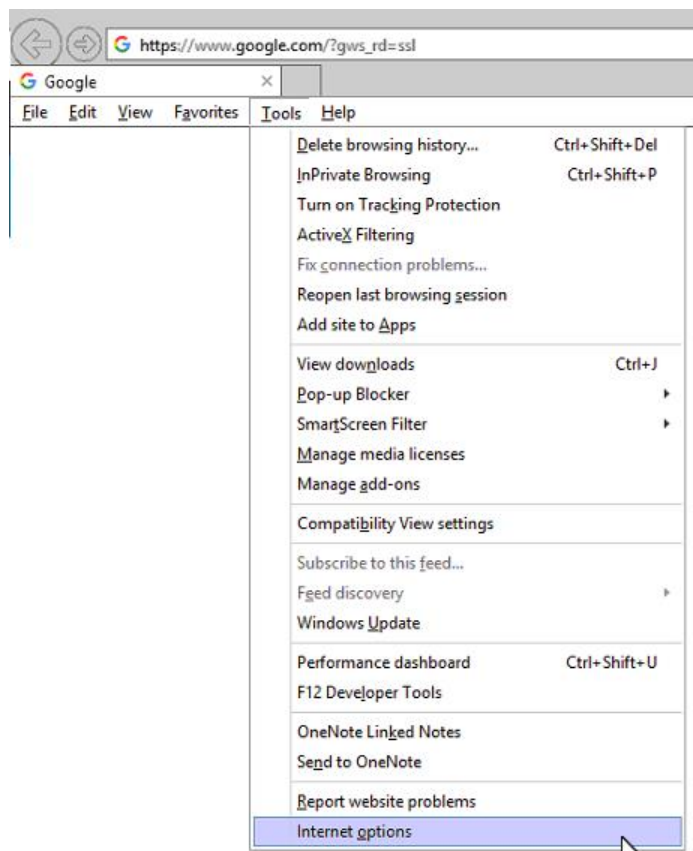 https://www.google.com/?gws_rd=ssl
Google
File Edit View Favorites Tools Help
Delete browsing history... Ctrl+Shift+Del
InPrivate Browsing Ctrl+Shift+P
Turn on Tracking Protection
ActiveX Filtering
Fix connection problems...
Reopen last browsing session
Add site to Apps
View downloads Ctrl+J
Pop-up Blocker
SmartScreen Filter
Manage media licenses
Manage add-ons
Compatibility View settings
Subscribe to this feed...
Feed discovery
Windows Update
Performance dashboard Ctrl+Shift+U
F12 Developer Tools
OneNote Linked Notes
Send to OneNote
Report website problems
Internet options